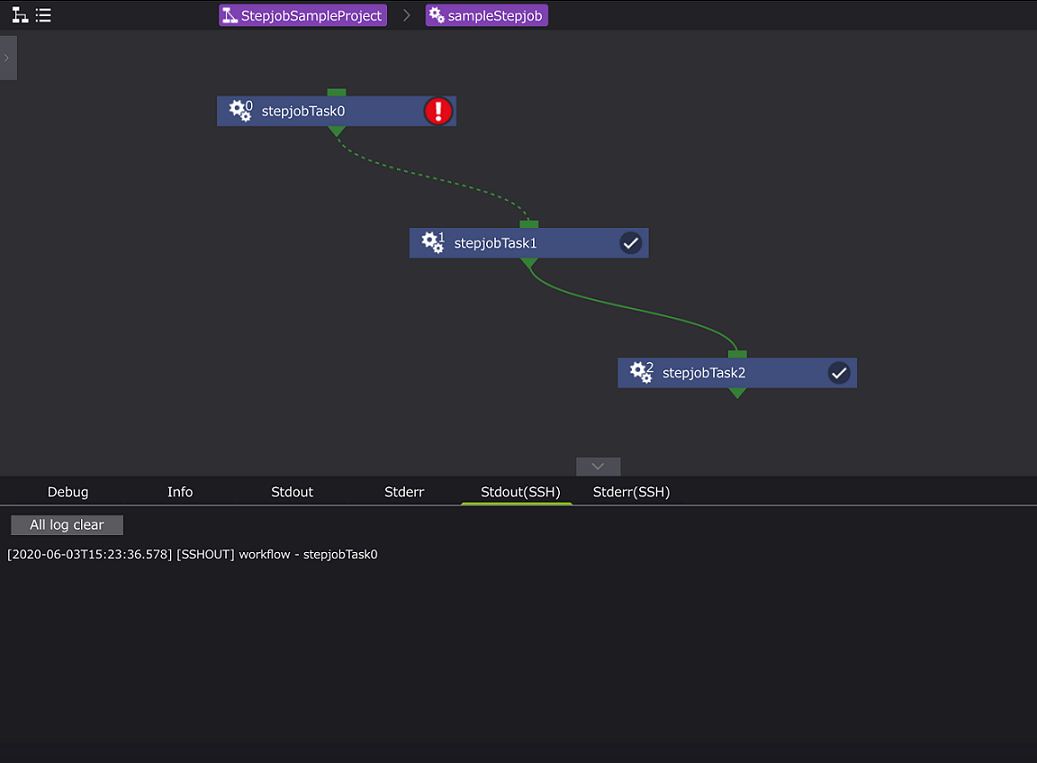 StepjobSampleProject > sampleStepjob
0 stepjobTask0 !
1 stepjobTask1
2 stepjobTask2
Debug Info Stdout Stderr Stdout(SSH) Stderr(SSH)
All log clear
[2020-06-03T15:23:36.578] [SSHOUT] workflow - stepjobTask0